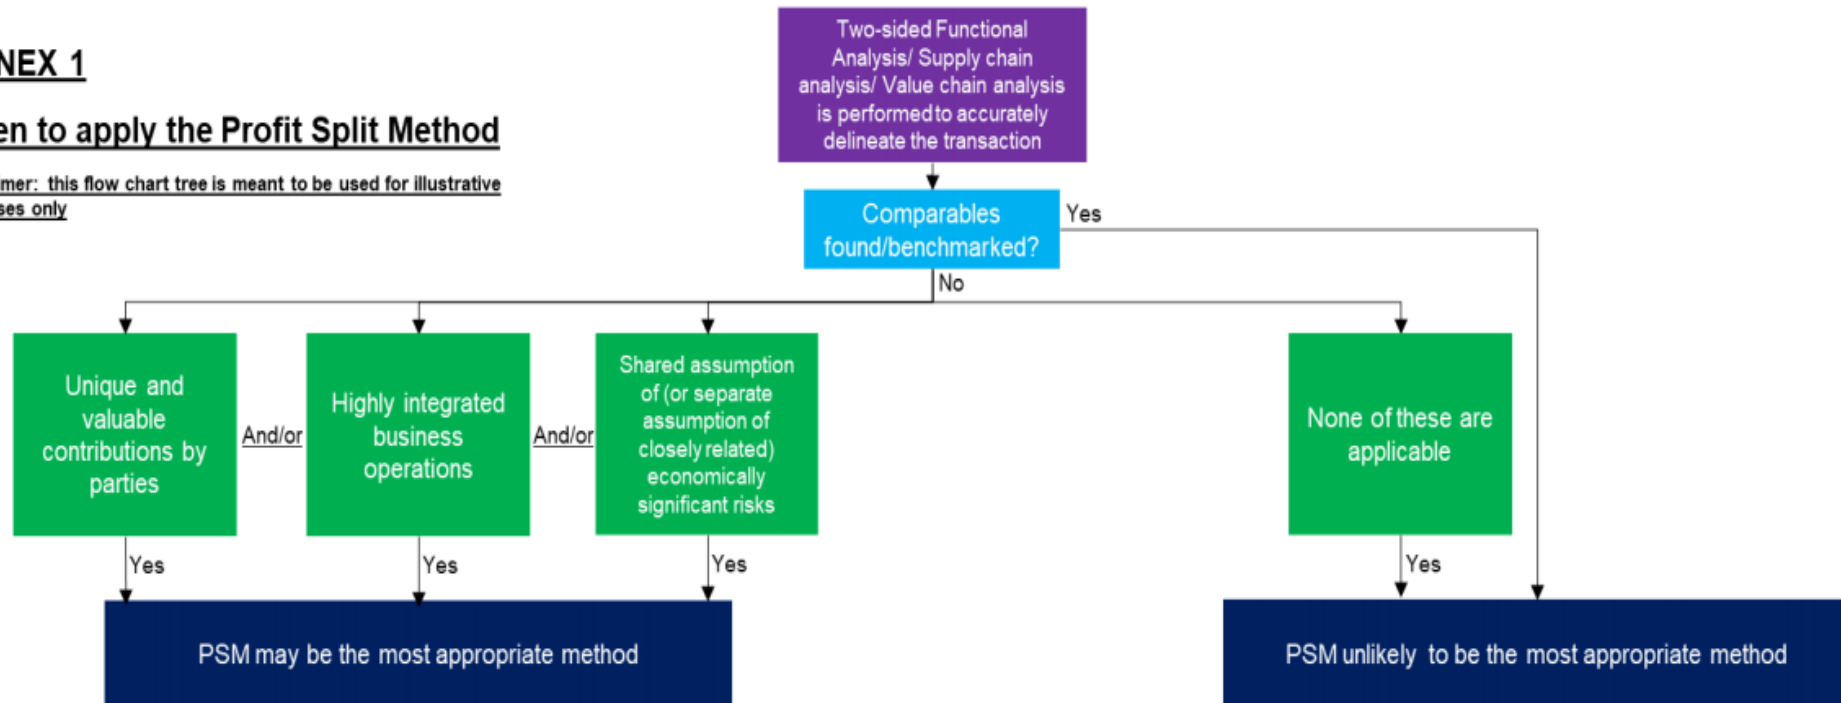 NEX 1
en to apply the Profit Split Method
mer: this flow chart tree is meant to be used for illustrative
ses only
Two-sided Functional
Analysis/ Supply chain
analysis/ Value chain analysis
is performed to accurately
delineate the transaction
Comparables
found/benchmarked?
Yes
No
Unique and
valuable
contributions by
parties
And/or
Highly integrated
business
operations
And/or
Shared assumption
of (or separate
assumption of
closely related)
economically
significant risks
None of these are
applicable
Yes
Yes
Yes
Yes
PSM may be the most appropriate method
PSM unlikely to be the most appropriate method